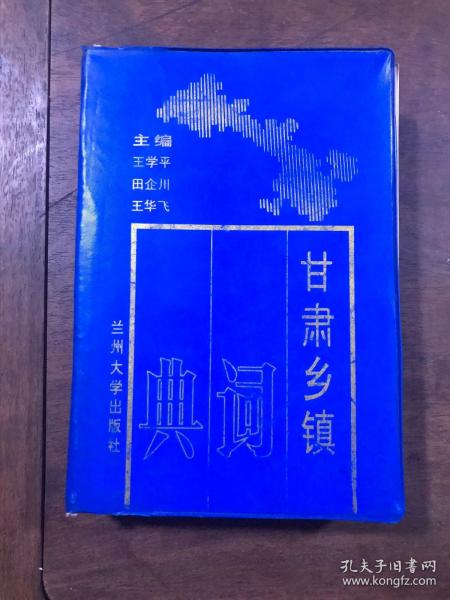 主编
王学平
田企川
王华飞
甘肃乡镇
词典
兰州大学出版社
孔夫子旧书网
www.kongfz.com